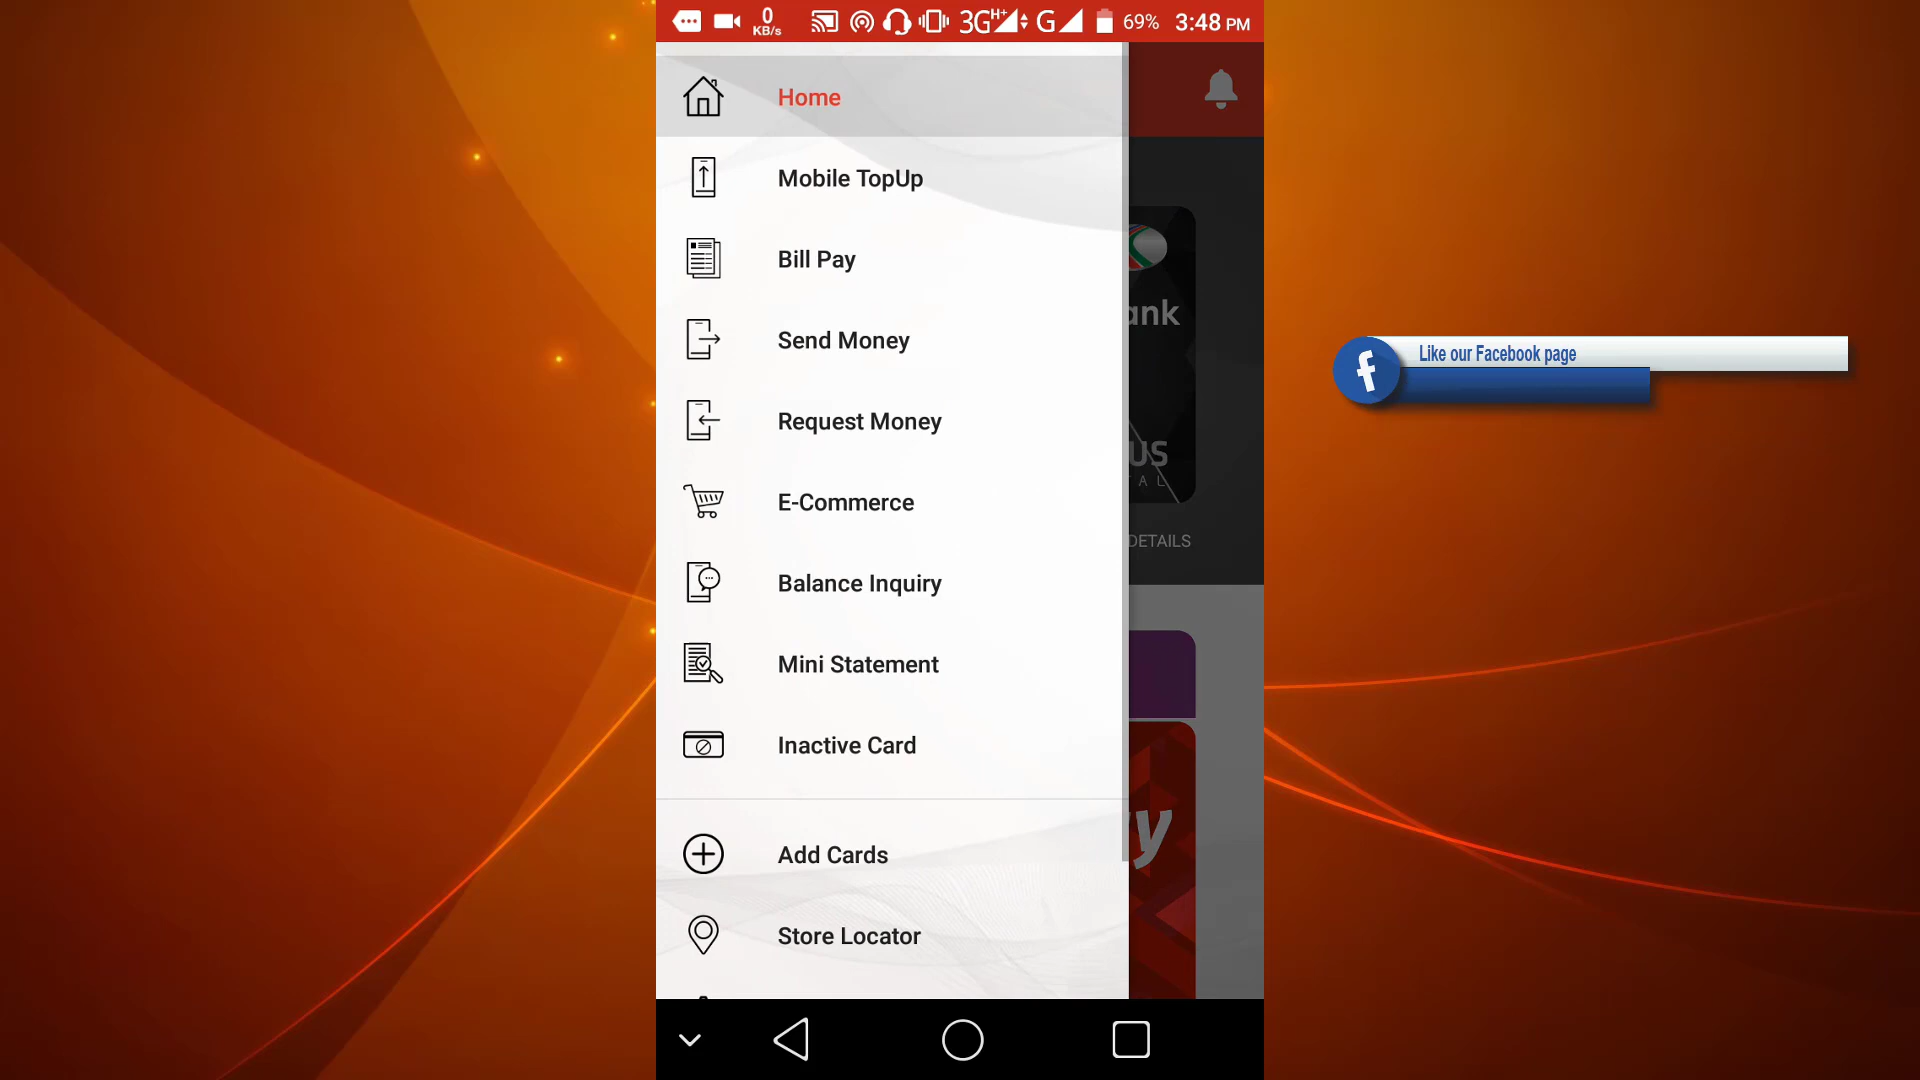 0
KB/s
3G H+
G
69%
3:48 PM
Home
Mobile TopUp
Bill Pay
Send Money
Request Money
E-Commerce
Balance Inquiry
Mini Statement
Inactive Card
Add Cards
Store Locator
ank
US
TAL
DETAILS
y
Like our Facebook page
f